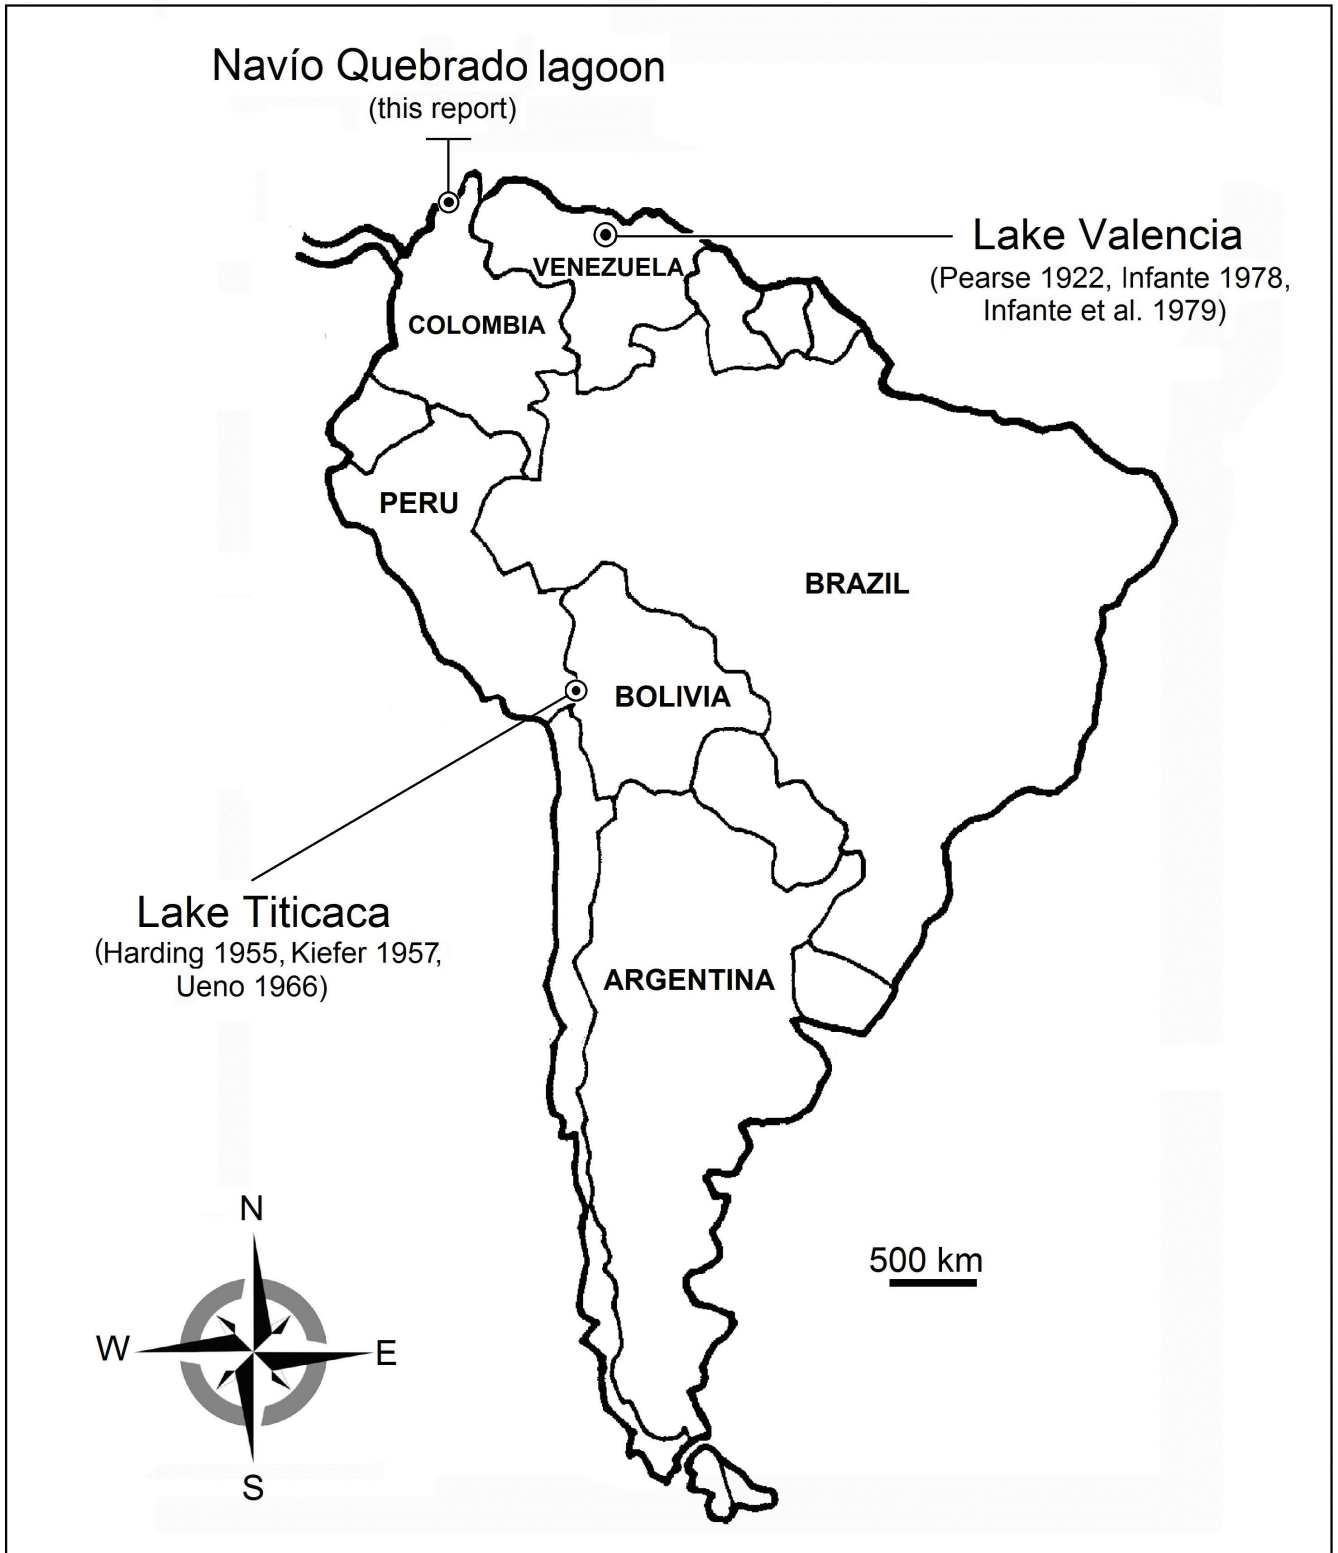 Navío Quebrado lagoon
(this report)
Lake Valencia
(Pearse 1922, Infante 1978,
Infante et al. 1979)
VENEZUELA
COLOMBIA
PERU
BRAZIL
BOLIVIA
Lake Titicaca
(Harding 1955, Kiefer 1957,
Ueno 1966)
ARGENTINA
N
W
E
S
500 km